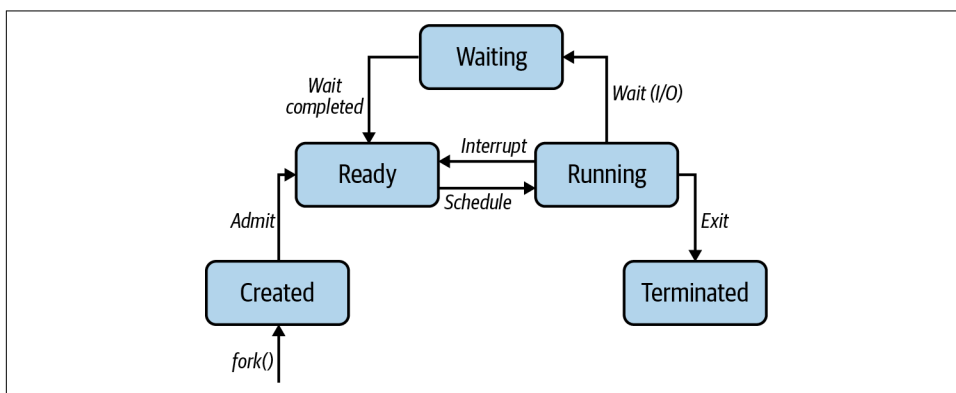 Waiting
Wait
completed
Wait (I/O)
Interrupt
Ready
Running
Schedule
Admit
Exit
Created
Terminated
fork()